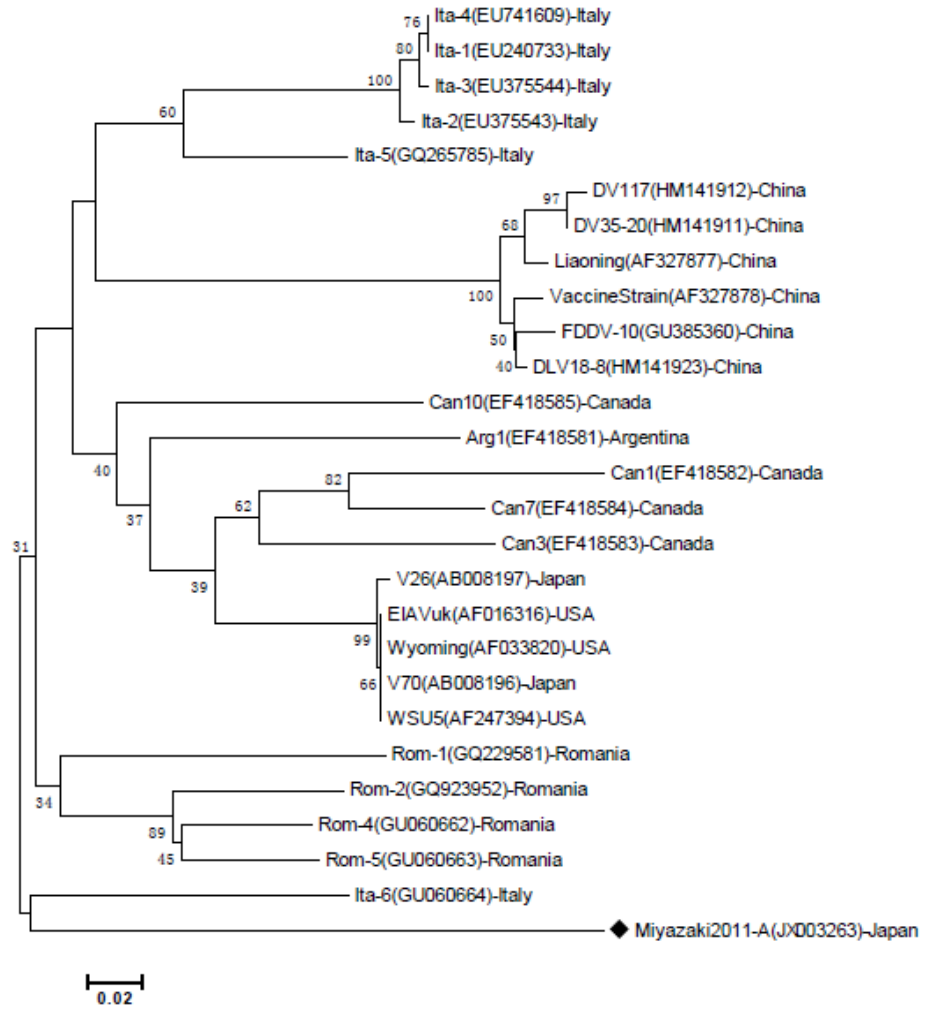 76
Ita-4(EU741609)-Italy
80
Ita-1(EU240733)-Italy
100
Ita-3(EU375544)-Italy
60
Ita-2(EU375543)-Italy
Ita-5(GQ265785)-Italy
97
DV117(HM141912)-China
68
DV35-20(HM141911)-China
Liaoning(AF327877)-China
100
VaccineStrain(AF327878)-China
50
FDDV-10(GU385360)-China
40
DLV18-8(HM141923)-China
Can10(EF418585)-Canada
40
Arg1(EF418581)-Argentina
82
Can1(EF418582)-Canada
37
62
Can7(EF418584)-Canada
31
Can3(EF418583)-Canada
39
V26(AB008197)-Japan
EIAVuk(AF016316)-USA
99
Wyoming(AF033820)-USA
66
V70(AB008196)-Japan
WSU5(AF247394)-USA
Rom-1(GQ229581)-Romania
34
Rom-2(GQ923952)-Romania
89
Rom-4(GU060662)-Romania
45
Rom-5(GU060663)-Romania
Ita-6(GU060664)-Italy
Miyazaki2011-A(JX003263)-Japan
0.02